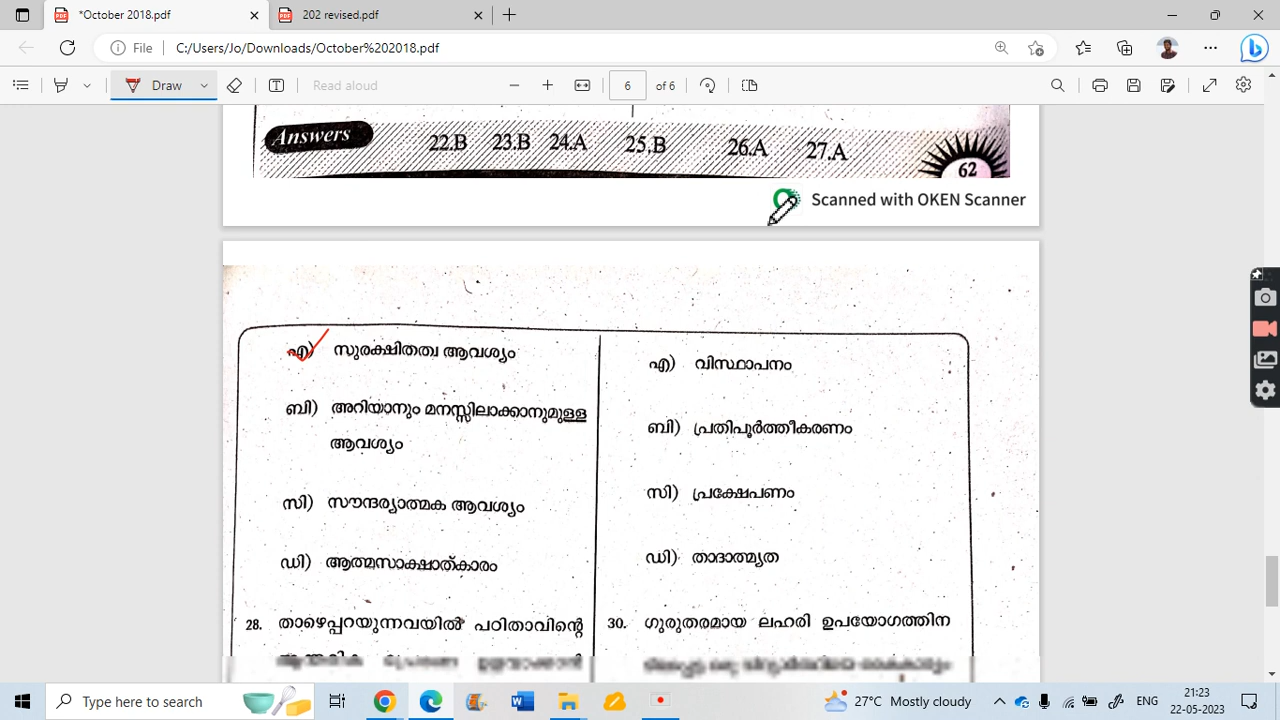 *October 2018.pdf
202 revised.pdf
File
C:/Users/Jo/Downloads/October%202018.pdf
Draw
Read aloud
6
of 6
Answers
22.B 23.B 24.A 25.B 26.A 27.A
62
Scanned with OKEN Scanner
എ) സുരക്ഷിതത്വ ആവശ്യം
ബി) അറിയാനും മനസ്സിലാക്കാനുമുള്ള
ആവശ്യം
സി) സൗന്ദര്യാത്മക ആവശ്യം
ഡി) ആത്മസാക്ഷാത്കാരം
28. താഴെപ്പറയുന്നവയിൽ പഠിതാവിന്റെ
എ) വിസ്ഥാപനം
ബി) പ്രതിപൂർത്തീകരണം
സി) പ്രക്ഷേപണം
ഡി) താദാത്മ്യത
30. ഗുരുതരമായ ലഹരി ഉപയോഗത്തിന
Type here to search
27°C Mostly cloudy
ENG
21:23
22-05-2023